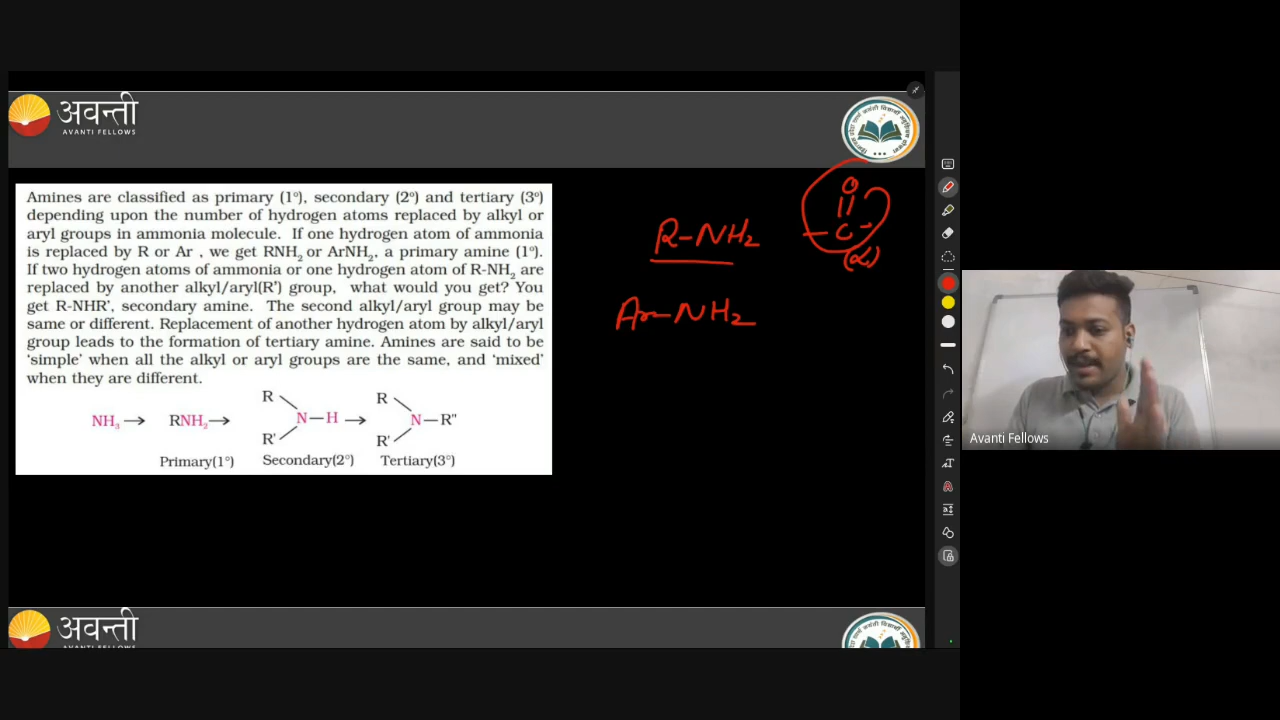 अवन्ती
AVANTI FELLOWS
Amines are classified as primary (1°), secondary (2°) and tertiary (3°)
depending upon the number of hydrogen atoms replaced by alkyl or
aryl groups in ammonia molecule. If one hydrogen atom of ammonia
is replaced by R or Ar , we get RNH₂ or ArNH₂, a primary amine (1°).
If two hydrogen atoms of ammonia or one hydrogen atom of R-NH₂ are
replaced by another alkyl/aryl(R’) group, what would you get? You
get R-NHR’, secondary amine. The second alkyl/aryl group may be
same or different. Replacement of another hydrogen atom by alkyl/aryl
group leads to the formation of tertiary amine. Amines are said to be
‘simple’ when all the alkyl or aryl groups are the same, and ‘mixed’
when they are different.
R R
NH₃ → RNH₂ → N—H → N—R"
R' R'
Primary(1°) Secondary(2°) Tertiary(3°)
O
||
–C–
(α)
R-NH₂
Ar-NH₂
Avanti Fellows
अवन्ती
AVANTI FELLOWS